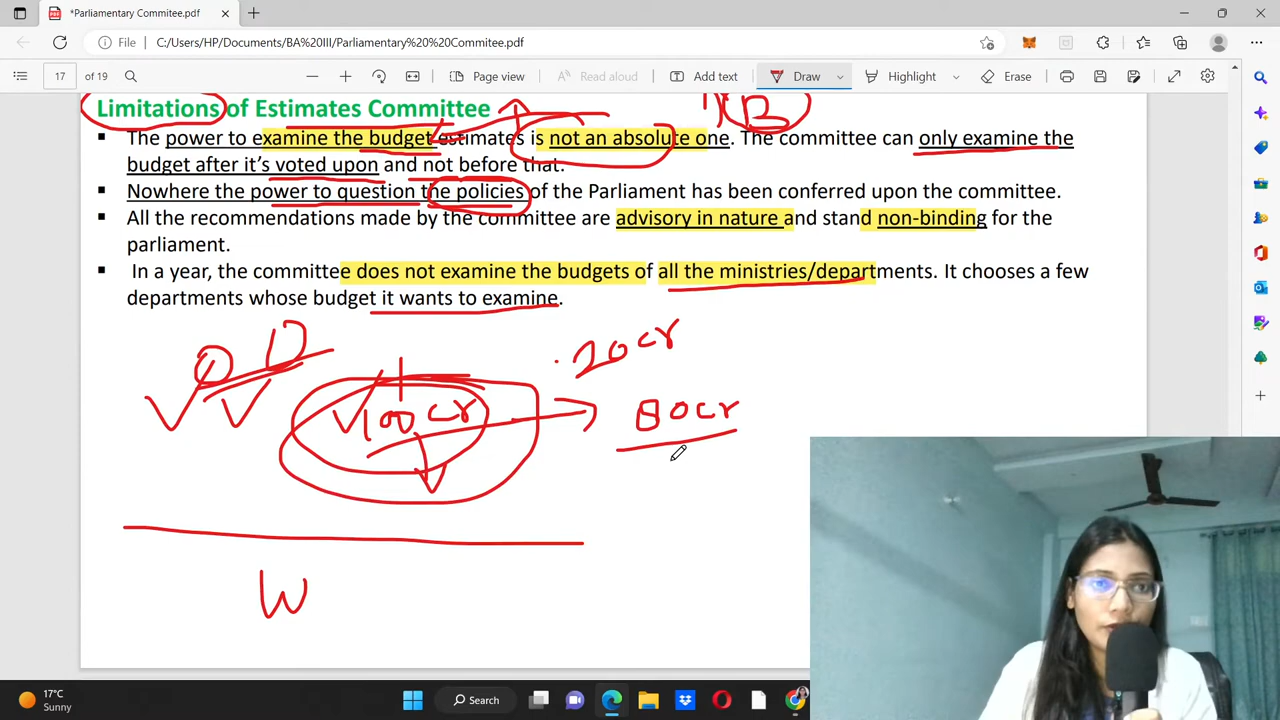 *Parliamentary Commitee.pdf
File C:/Users/HP/Documents/BA%20III/Parliamentary%20%20Commitee.pdf
17 of 19 Page view Read aloud Add text Draw Highlight Erase
Limitations of Estimates Committee
B
The power to examine the budget estimates is not an absolute one. The committee can only examine the
budget after it's voted upon and not before that.
Nowhere the power to question the policies of the Parliament has been conferred upon the committee.
All the recommendations made by the committee are advisory in nature and stand non-binding for the
parliament.
In a year, the committee does not examine the budgets of all the ministries/departments. It chooses a few
departments whose budget it wants to examine.
20cr
100 cr
80cr
W
17°C
Sunny
Search